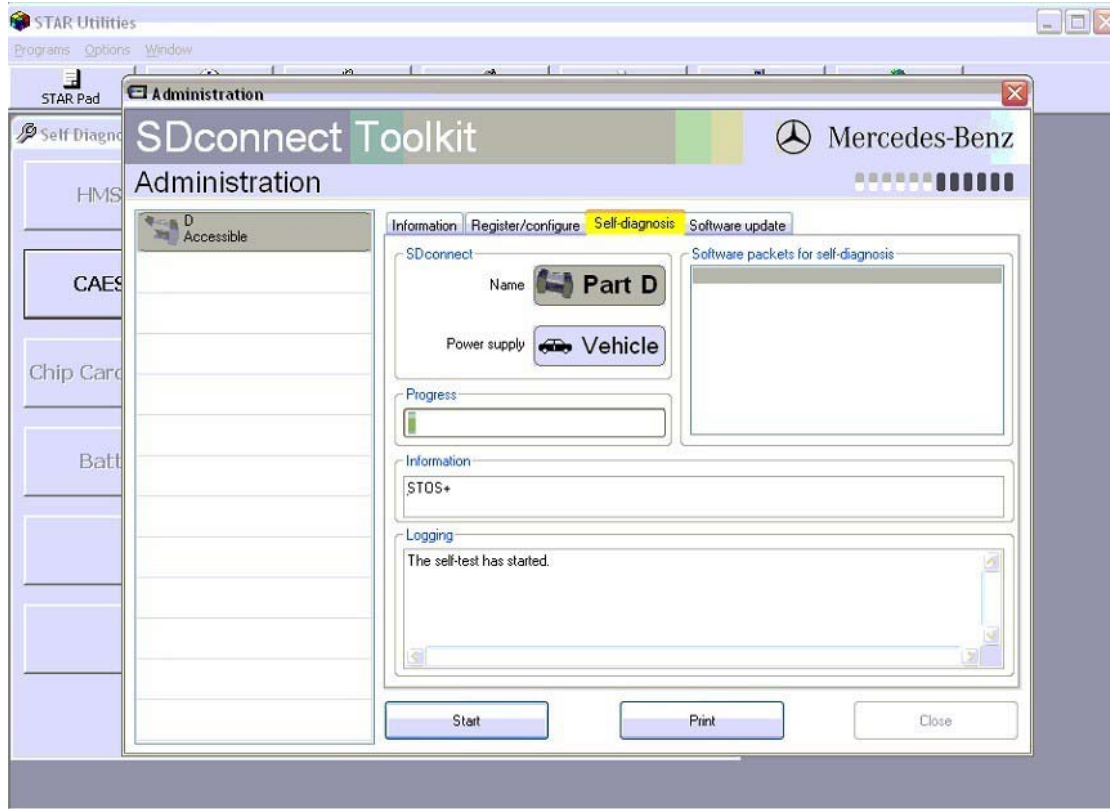 STAR Utilities
Programs Options Window
STAR Pad
Administration
Self Diagno
SDconnect Toolkit
Mercedes-Benz
Administration
HMS
CAES
Chip Card
Batt
D
Accessible
Information Register/configure Self-diagnosis Software update
SDconnect
Name Part D
Power supply Vehicle
Software packets for self-diagnosis
Progress
Information
STOS+
Logging
The self-test has started.
Start Print Close